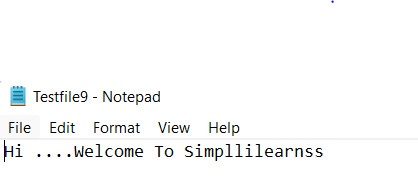 Testfile9 - Notepad
File Edit Format View Help
Hi ....Welcome To Simpllilearnss